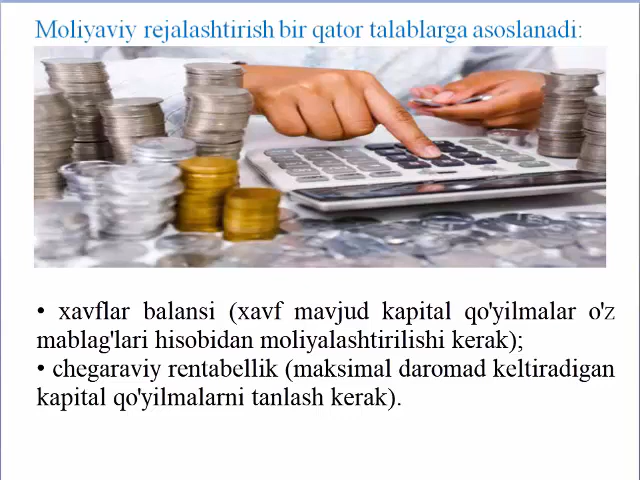 Moliyaviy rejalashtirish bir qator talablarga asoslanadi:
• xavflar balansi (xavf mavjud kapital qo'yilmalar o'z
mablag'lari hisobidan moliyalashtirilishi kerak);
• chegaraviy rentabellik (maksimal daromad keltiradigan
kapital qo'yilmalarni tanlash kerak).